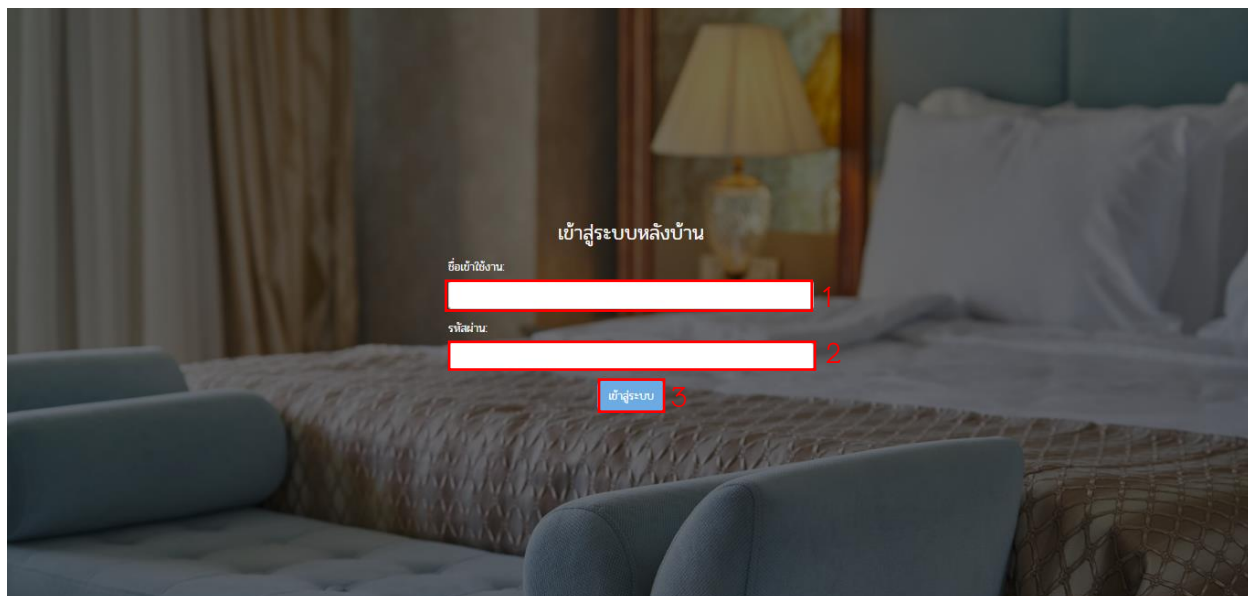 เข้าสู่ระบบหลังบ้าน
ชื่อเข้าใช้งาน:
1
รหัสผ่าน:
2
เข้าสู่ระบบ 3